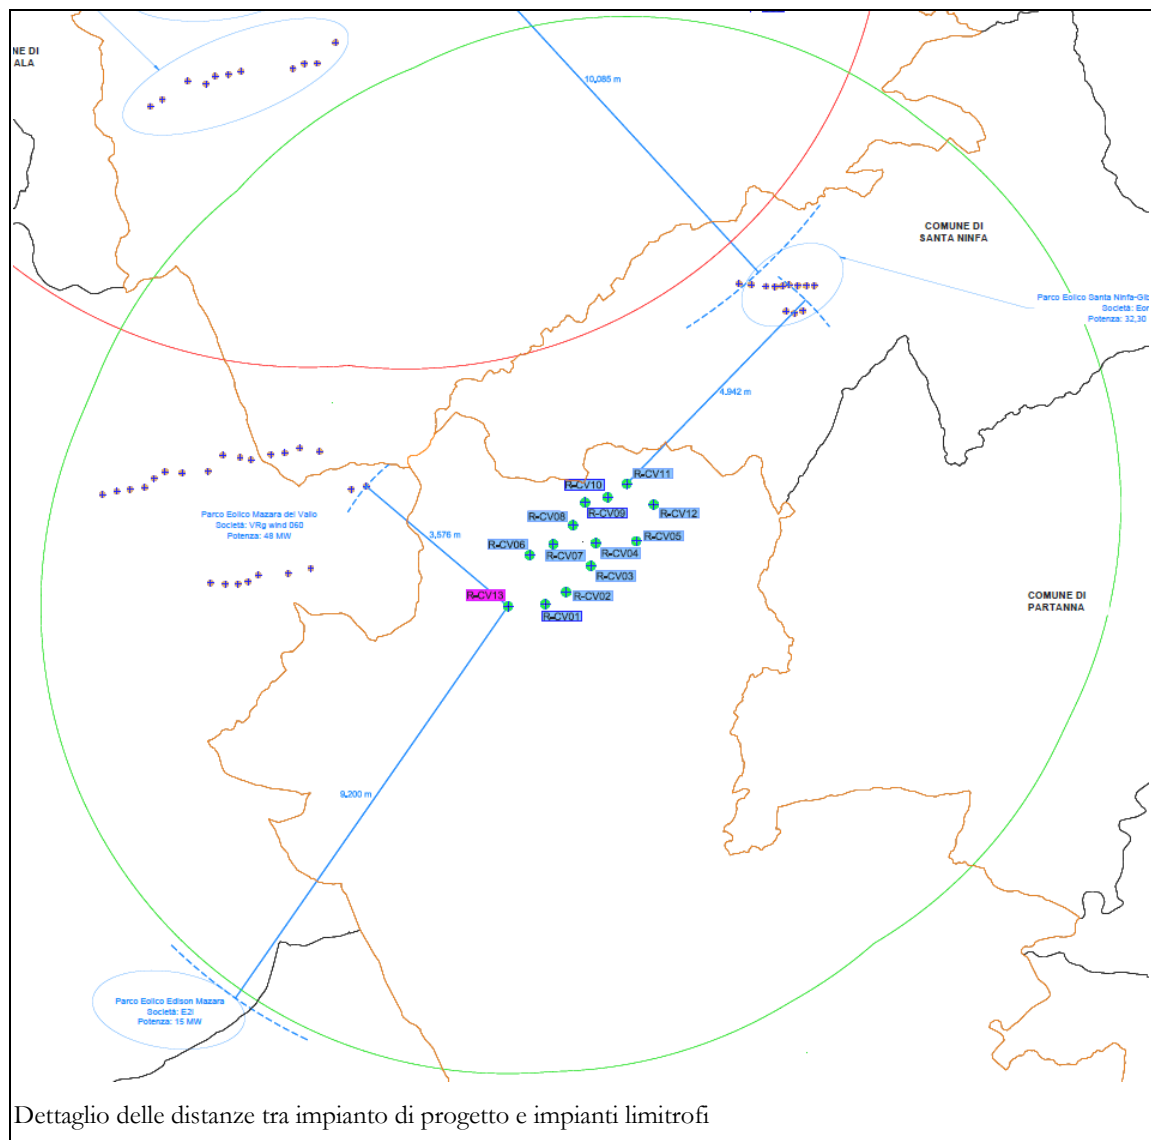 NE DI
ALA
10.085 m
COMUNE DI
SANTA NINFA
Parco Eolico Santa Ninfa-Gib
Società: Eor
Potenza: 32,30
4.942 m
R-CV11
R-CV10
R-CV09
R-CV12
R-CV08
Parco Eolico Mazara del Vallo
Società: VRg wind 060
Potenza: 48 MW
3.576 m
R-CV06
R-CV07
R-CV04
R-CV05
R-CV03
R-CV13
R-CV02
R-CV01
COMUNE DI
PARTANNA
9.200 m
Parco Eolico Edison Mazara
Società: E2i
Potenza: 15 MW
Dettaglio delle distanze tra impianto di progetto e impianti limitrofi